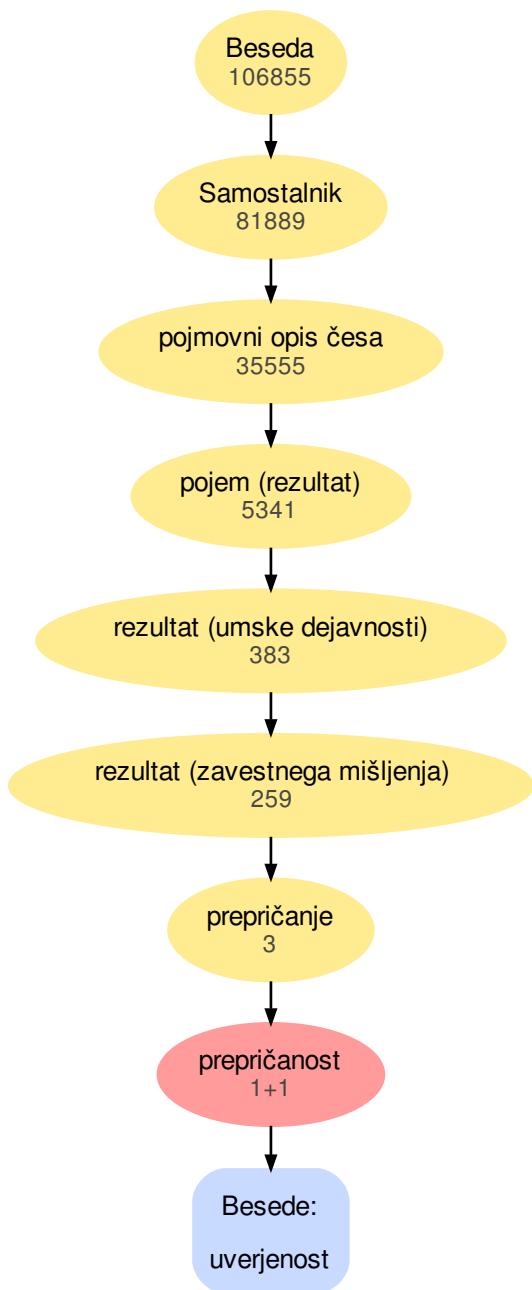 Beseda
106855
Samostalnik
81889
pojmovni opis česa
35555
pojem (rezultat)
5341
rezultat (umske dejavnosti)
383
rezultat (zavestnega mišljenja)
259
prepričanje
3
prepričanost
1+1
Besede:
uverjenost